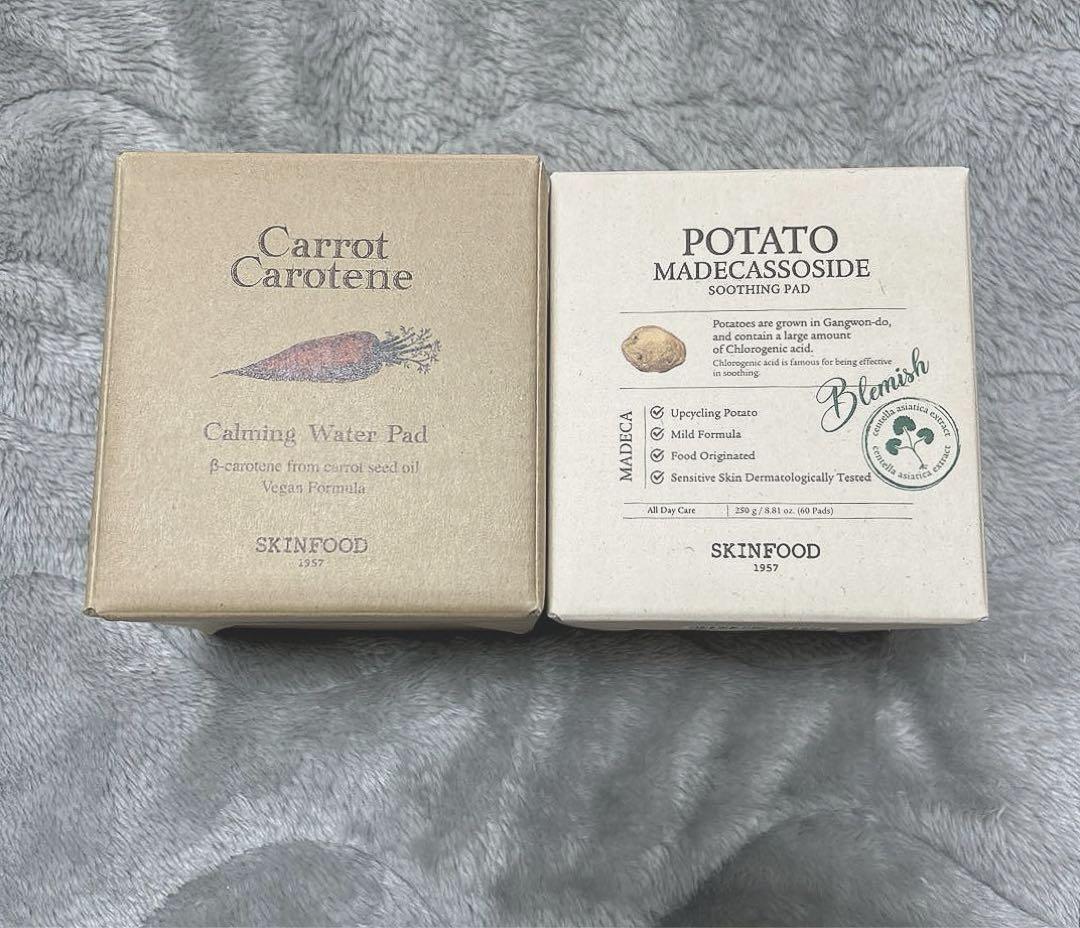 Carrot
Carotene
Calming Water Pad
β-carotene from carrot seed oil
Vegan Formula
SKINFOOD
1957
POTATO
MADECASSOSIDE
SOOTHING PAD
Potatoes are grown in Gangwon-do,
and contain a large amount
of Chlorogenic acid.
Chlorogenic acid is famous for being effective
in soothing.
Blemish
centella asiatica extract
centella asiatica extract
MADECA
Upcycling Potato
Mild Formula
Food Originated
Sensitive Skin Dermatologically Tested
All Day Care
250 g / 8.81 oz. (60 Pads)
SKINFOOD
1957